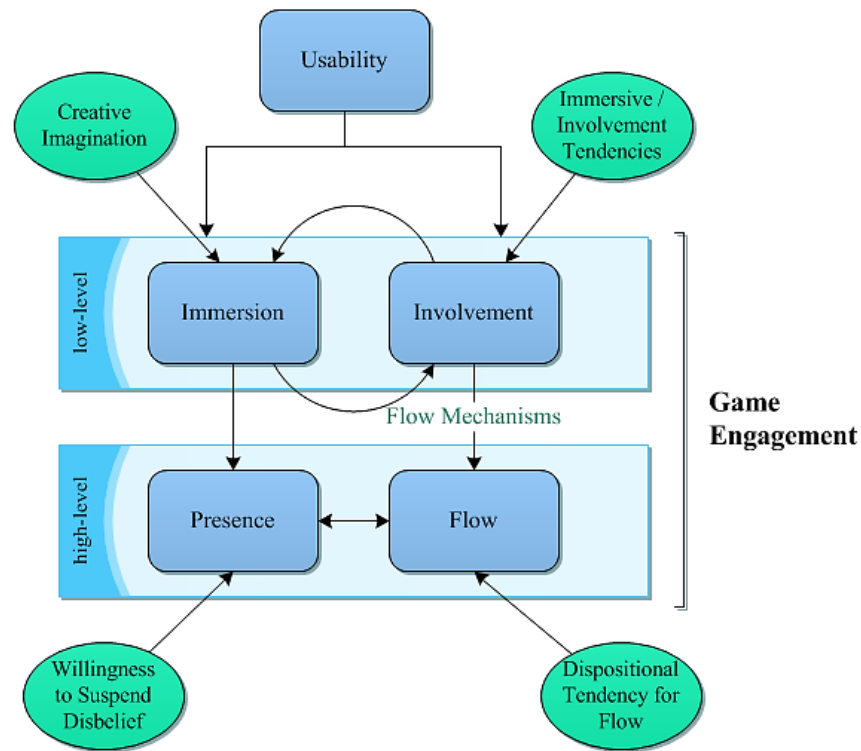 Usability
Creative
Imagination
Immersive /
Involvement
Tendencies
low-level
Immersion
Involvement
Flow Mechanisms
Game
Engagement
high-level
Presence
Flow
Willingness
to Suspend
Disbelief
Dispositional
Tendency for
Flow